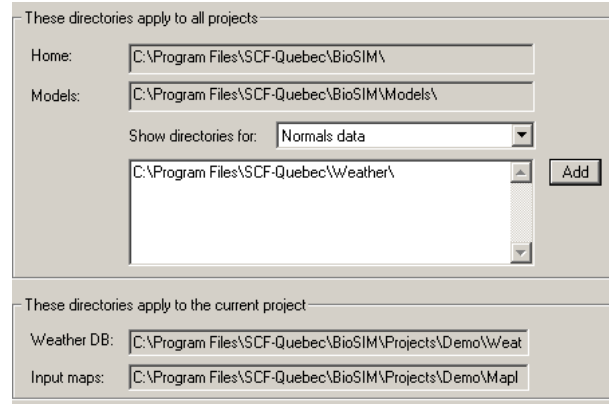 These directories apply to all projects
Home: C:\Program Files\SCF-Quebec\BioSIM\
Models: C:\Program Files\SCF-Quebec\BioSIM\Models\
Show directories for: Normals data
C:\Program Files\SCF-Quebec\Weather\ Add
These directories apply to the current project
Weather DB: C:\Program Files\SCF-Quebec\BioSIM\Projects\Demo\Weat
Input maps: C:\Program Files\SCF-Quebec\BioSIM\Projects\Demo\MapI